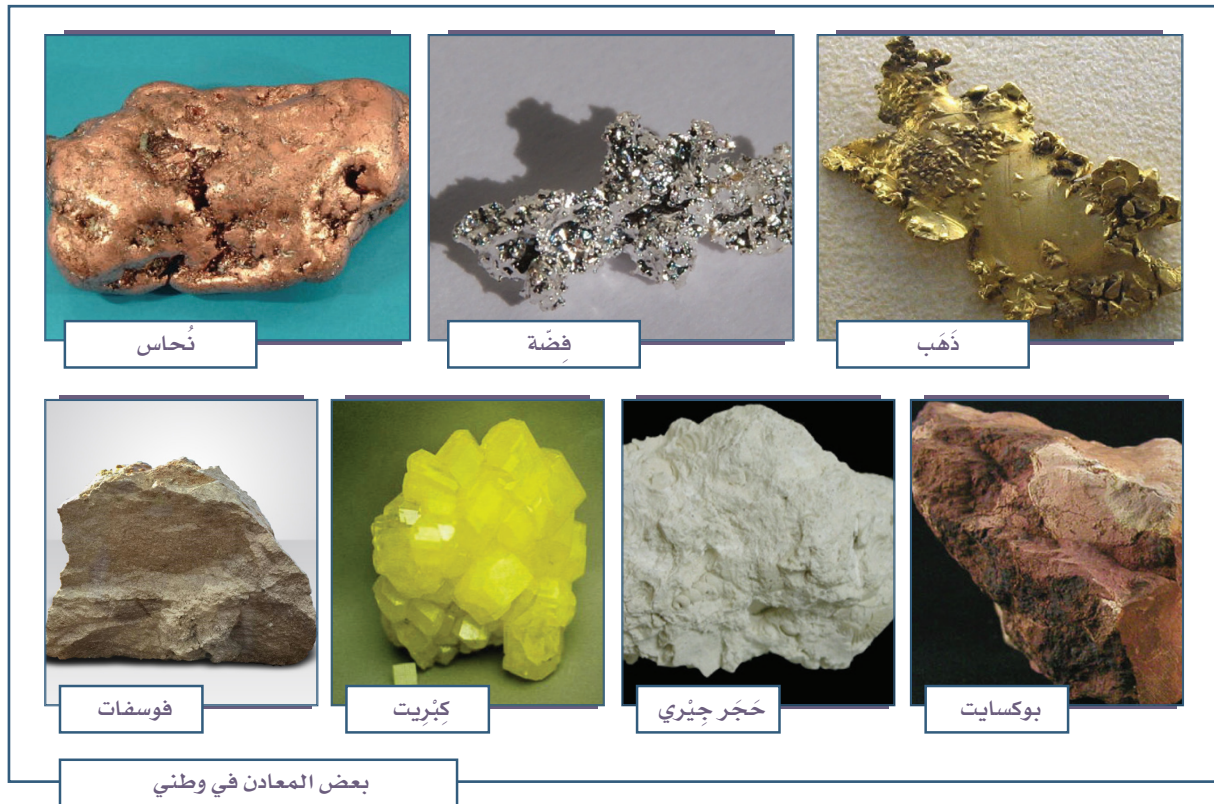 ذَهَب
فِضّة
نُحاس
بوكسايت
حَجَر جِيْري
كِبْرِيت
فوسفات
بعض المعادن في وطني